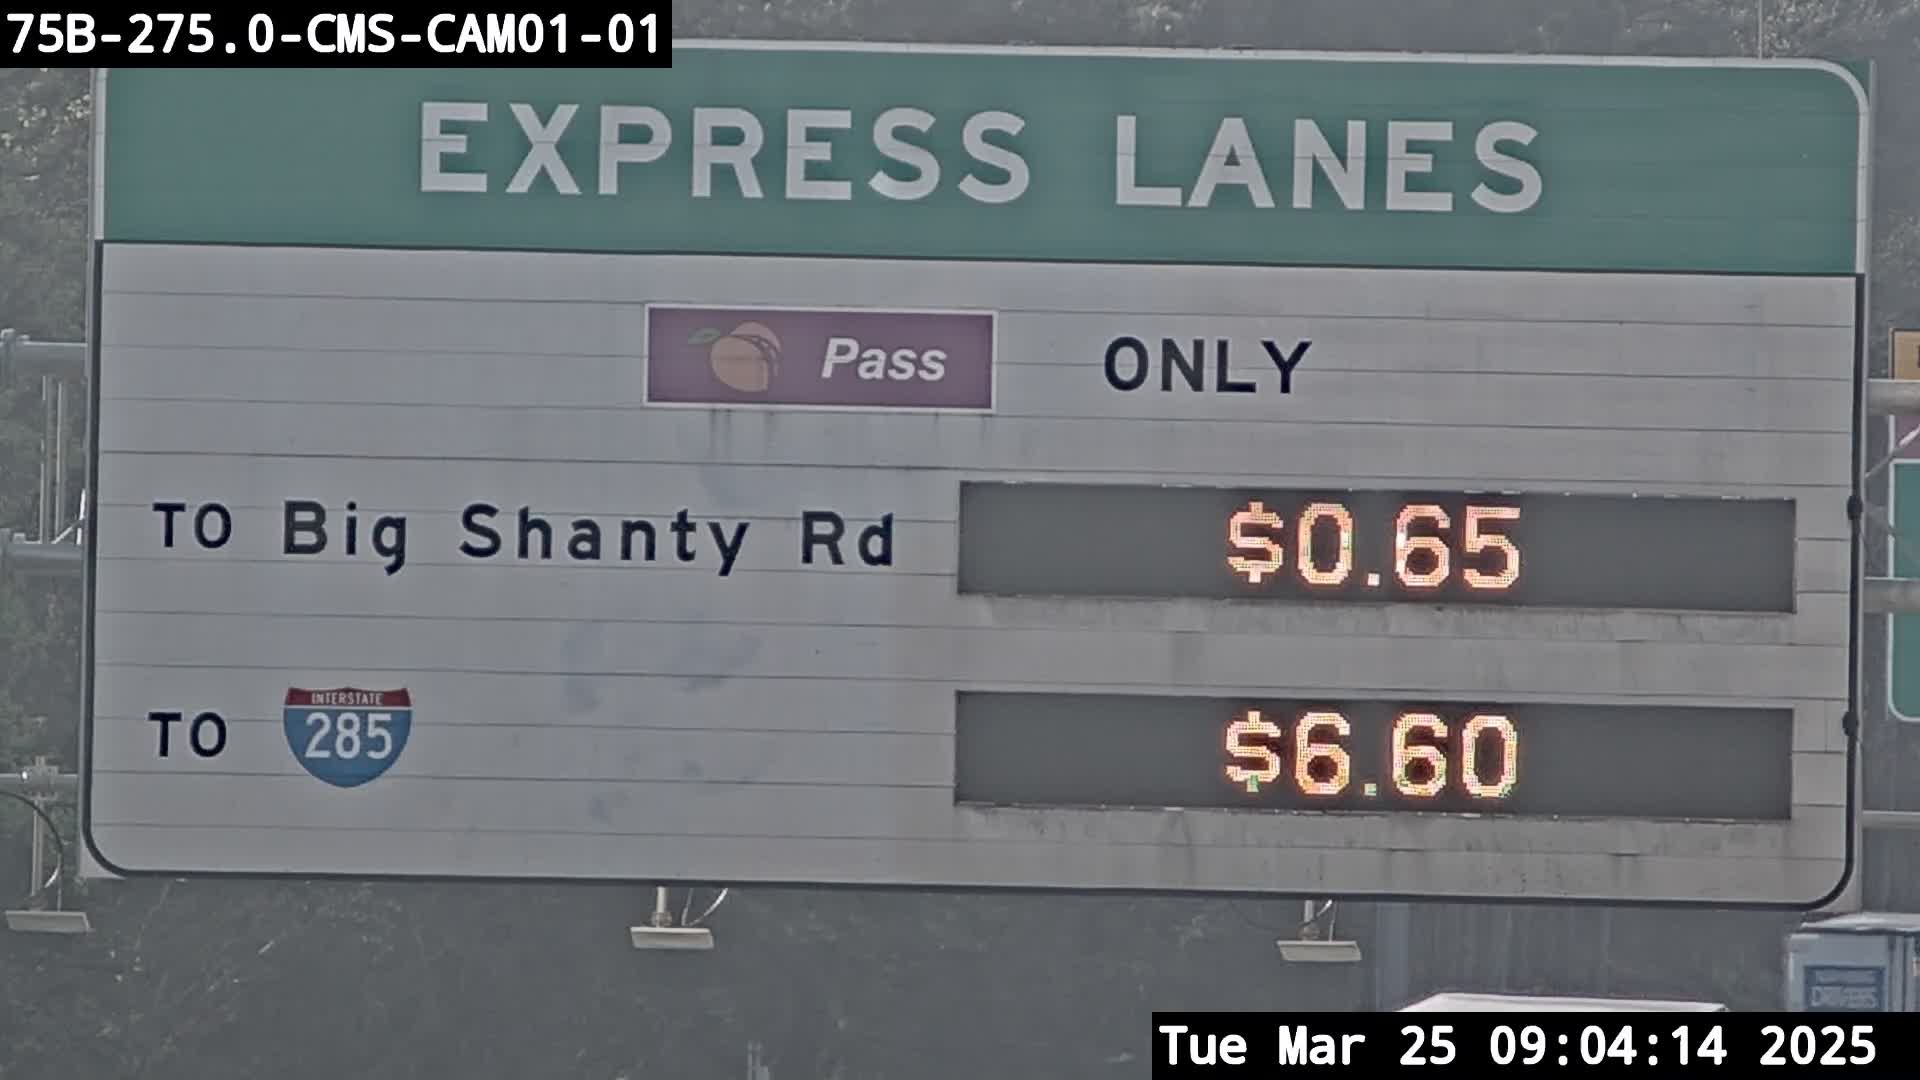 75B-275.0-CMS-CAM01-01
EXPRESS LANES
Pass ONLY
TO Big Shanty Rd $0.65
TO INTERSTATE 285 $6.60
DRIVERS
Tue Mar 25 09:04:14 2025